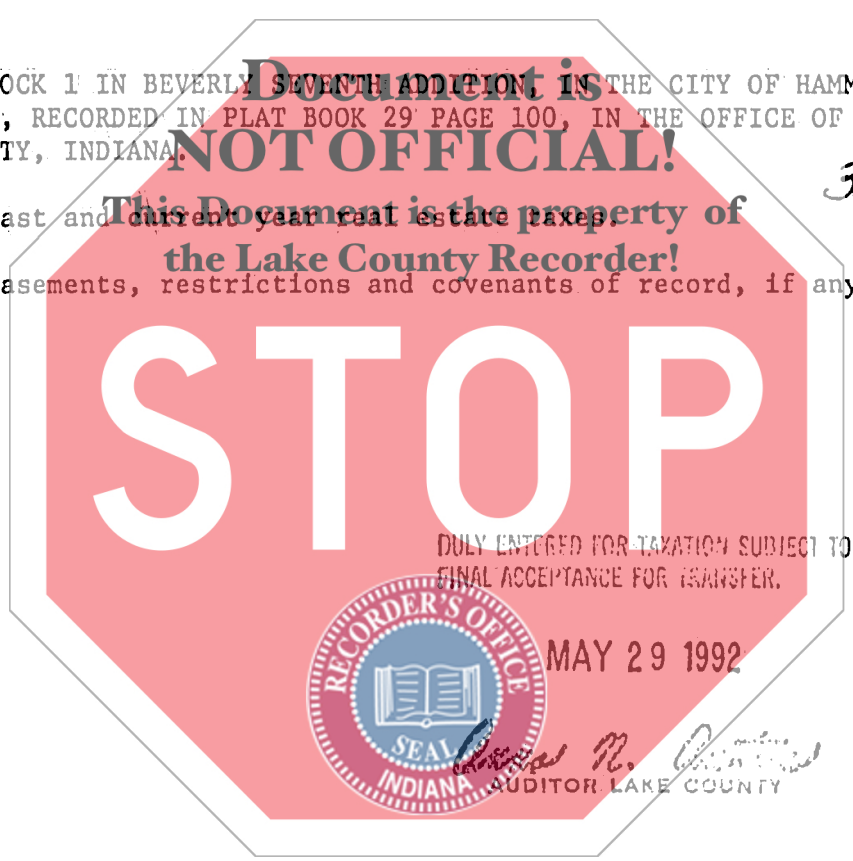 Document is
OCK 1 IN BEVERLY SEVENTH ADDITION, IN THE CITY OF HAMM
, RECORDED IN PLAT BOOK 29 PAGE 100, IN THE OFFICE OF
TY, INDIANA.
NOT OFFICIAL!
This Document is the property of
ast and current year real estate taxes.
the Lake County Recorder!
asements, restrictions and covenants of record, if any
STOP
DULY ENTERED FOR TAXATION SUBJECT TO
FINAL ACCEPTANCE FOR TRANSFER.
RECORDER'S OFFICE
SEAL
INDIANA
MAY 29 1992
AUDITOR LAKE COUNTY